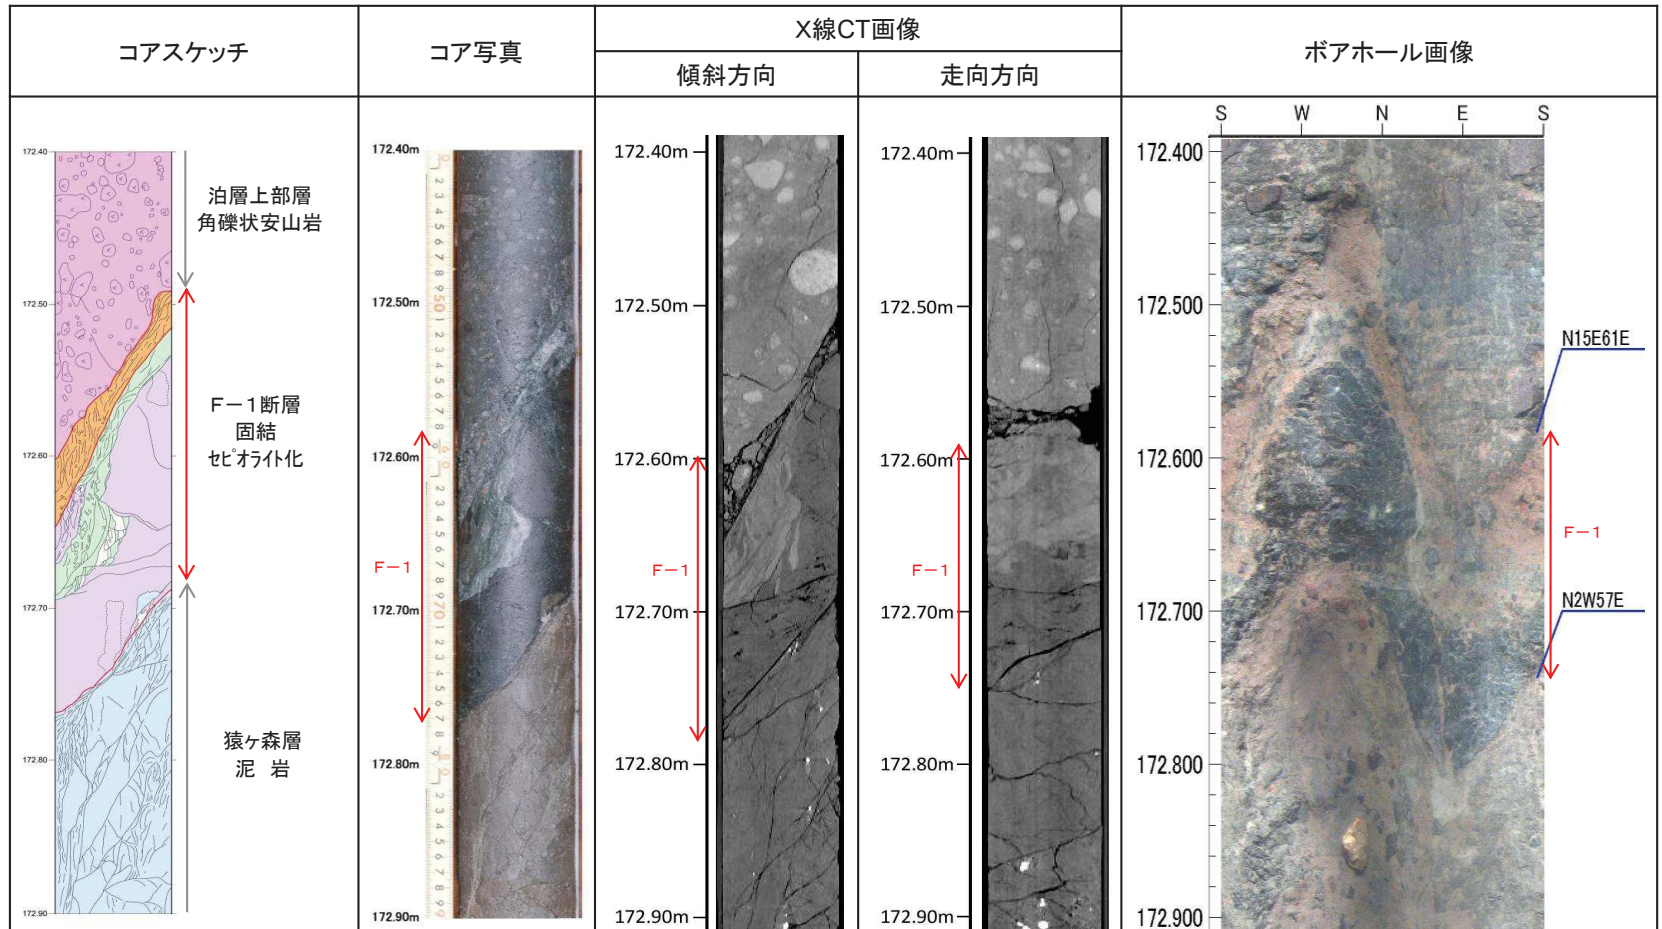 コアスケッチ
コア写真
X線CT画像
傾斜方向
走向方向
ボアホール画像
172.40
172.50
172.60
172.70
172.80
172.90
泊層上部層
角礫状安山岩
F-1断層
固結
セピオライト化
猿ヶ森層
泥 岩
172.40m
172.50m
172.60m
172.70m
172.80m
172.90m
F-1
172.40m
172.50m
172.60m
172.70m
172.80m
172.90m
F-1
172.40m
172.50m
172.60m
172.70m
172.80m
172.90m
F-1
S W N E S
172.400
172.500
172.600
172.700
172.800
172.900
N15E61E
F-1
N2W57E